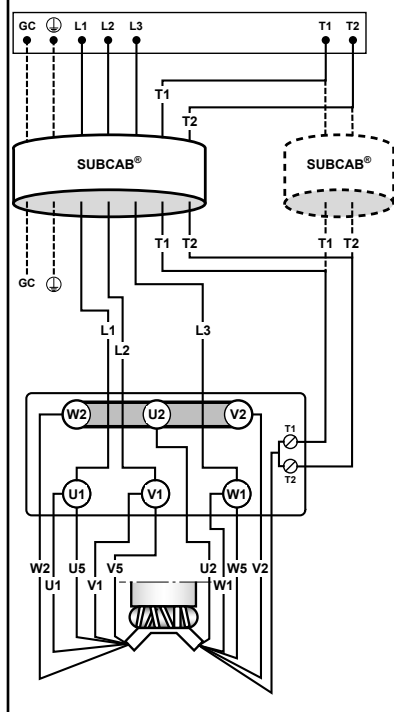 GC ⏚ L1 L2 L3 T1 T2
T1
T2
SUBCAB® SUBCAB®
T1 T2 T1 T2
GC ⏚
L1 L3
L2
W2 U2 V2
T1
T2
U1 V1 W1
W2 U5 V5 U2 W5 V2
U1 V1 W1